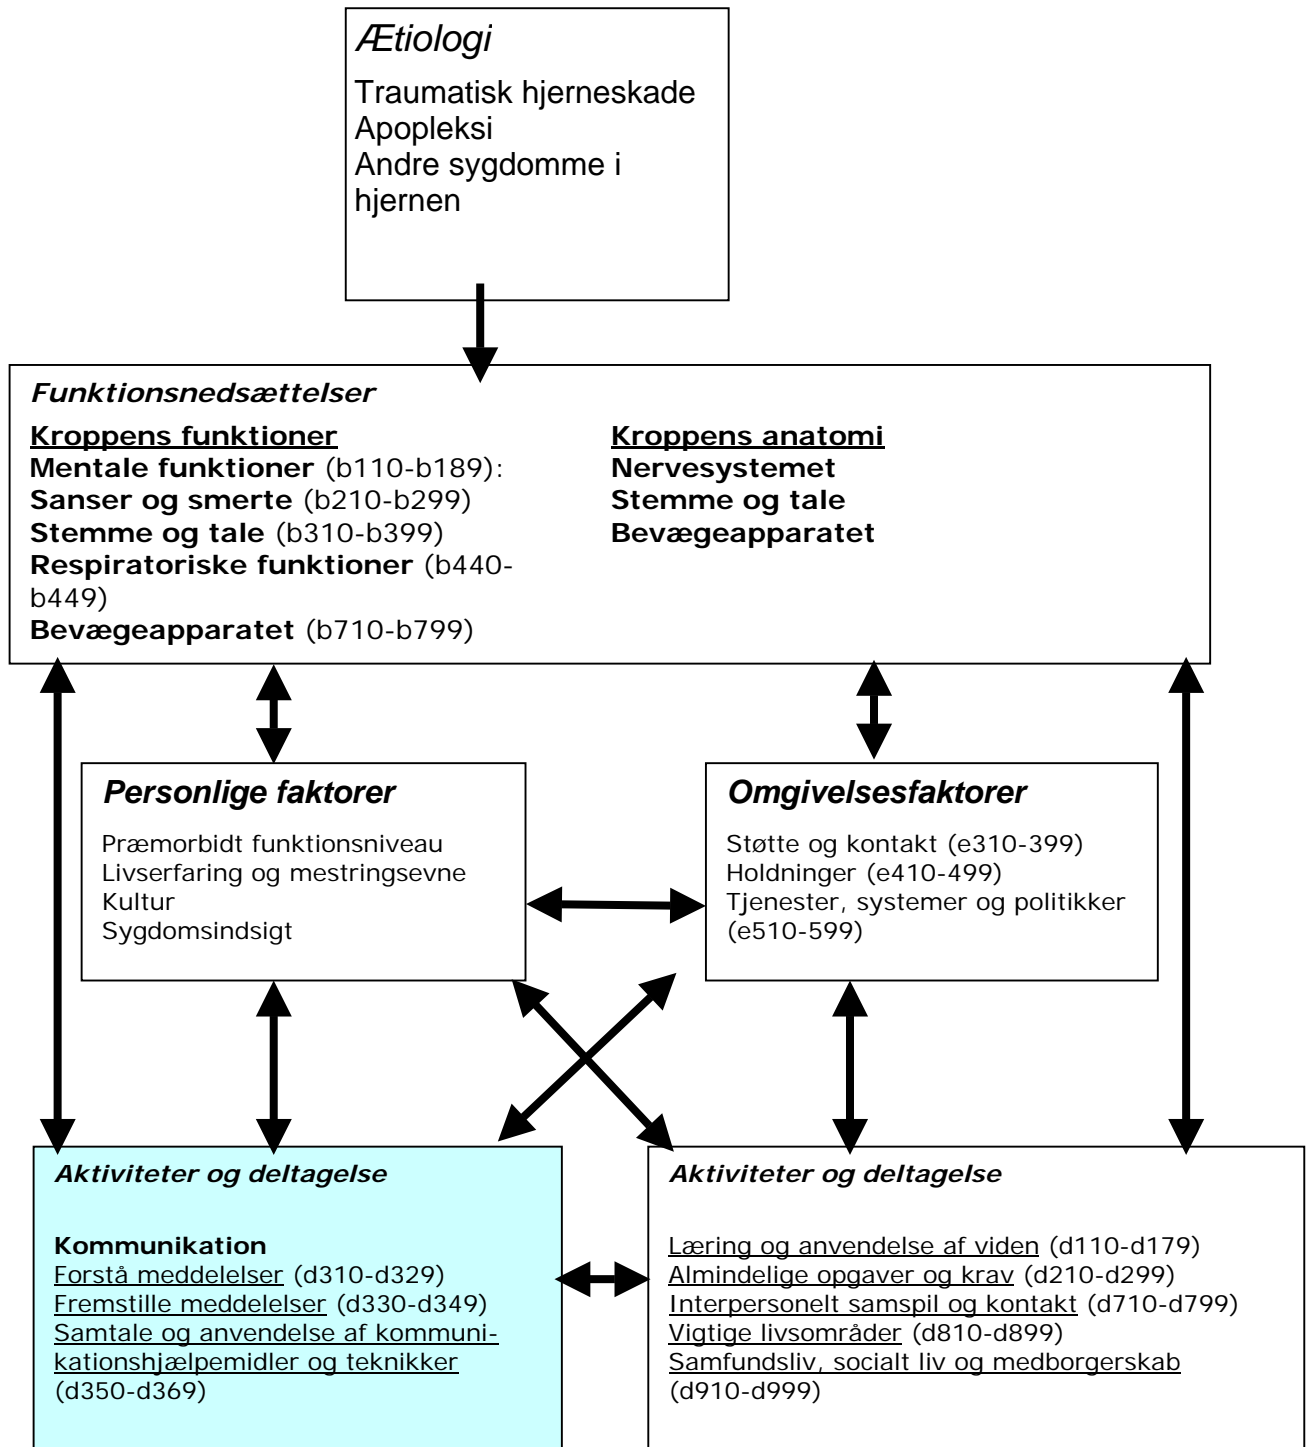 Ætiologi
Traumatisk hjerneskade
Apopleksi
Andre sygdomme i
hjernen
Funktionsnedsættelser
Kroppens funktioner
Mentale funktioner (b110-b189):
Sanser og smerte (b210-b299)
Stemme og tale (b310-b399)
Respiratoriske funktioner (b440-
b449)
Bevægeapparatet (b710-b799)
Kroppens anatomi
Nervesystemet
Stemme og tale
Bevægeapparatet
Personlige faktorer
Præmorbidt funktionsniveau
Livserfaring og mestringsevne
Kultur
Sygdomsindsigt
Omgivelsesfaktorer
Støtte og kontakt (e310-399)
Holdninger (e410-499)
Tjenester, systemer og politikker
(e510-599)
Aktiviteter og deltagelse
Kommunikation
Forstå meddelelser (d310-d329)
Fremstille meddelelser (d330-d349)
Samtale og anvendelse af kommuni-
kationshjælpemidler og teknikker
(d350-d369)
Aktiviteter og deltagelse
Læring og anvendelse af viden (d110-d179)
Almindelige opgaver og krav (d210-d299)
Interpersonelt samspil og kontakt (d710-d799)
Vigtige livsområder (d810-d899)
Samfundsliv, socialt liv og medborgerskab
(d910-d999)